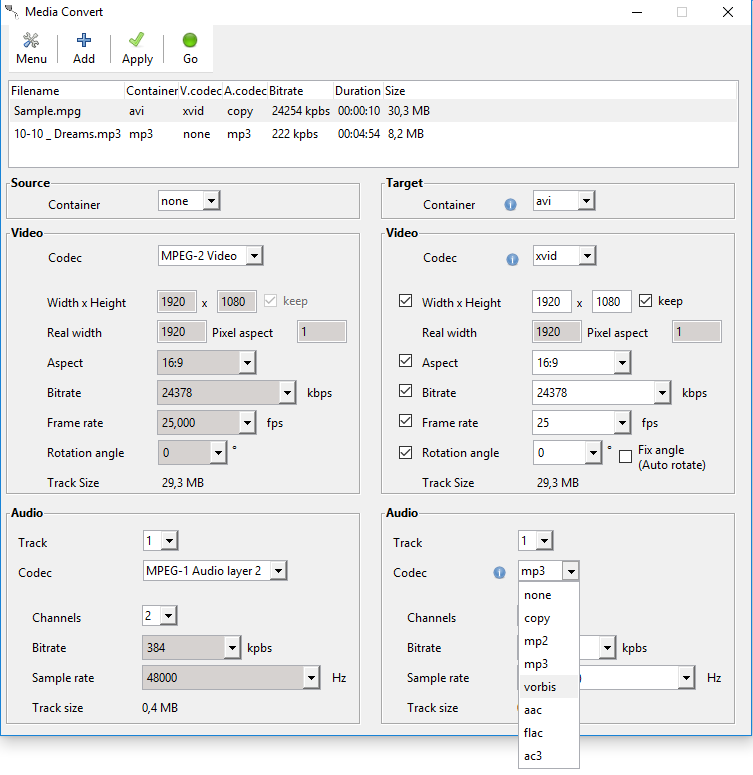 Media Convert
Menu Add Apply Go
Filename Container V.codec A.codec Bitrate Duration Size
Sample.mpg avi xvid copy 24254 kpbs 00:00:10 30,3 MB
10-10 _ Dreams.mp3 mp3 none mp3 222 kpbs 00:04:54 8,2 MB
Source
Container none
Video
Codec MPEG-2 Video
Width x Height 1920 x 1080 keep
Real width 1920 Pixel aspect 1
Aspect 16:9
Bitrate 24378 kbps
Frame rate 25,000 fps
Rotation angle 0 °
Track Size 29,3 MB
Audio
Track 1
Codec MPEG-1 Audio layer 2
Channels 2
Bitrate 384 kpbs
Sample rate 48000 Hz
Track size 0,4 MB
Target
Container avi
Video
Codec xvid
Width x Height 1920 x 1080 keep
Real width 1920 Pixel aspect 1
Aspect 16:9
Bitrate 24378 kbps
Frame rate 25 fps
Rotation angle 0 ° Fix angle
(Auto rotate)
Track Size 29,3 MB
Audio
Track 1
Codec mp3
none
copy
mp2
mp3
vorbis
aac
flac
ac3
Channels
Bitrate kpbs
Sample rate Hz
Track size